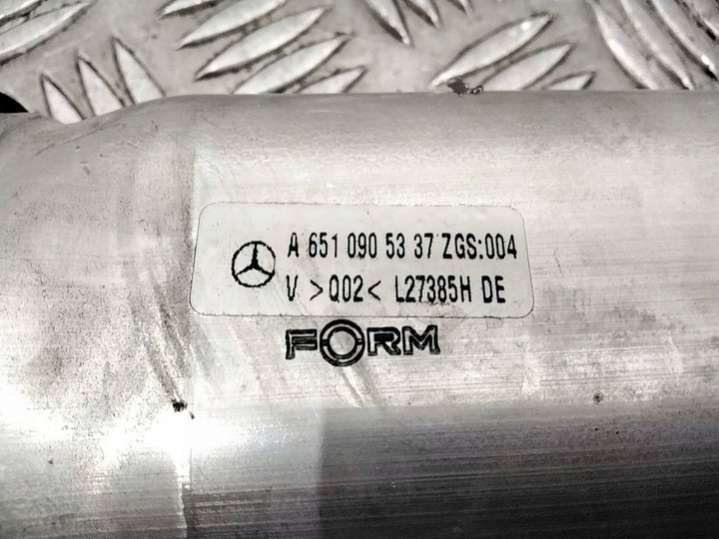 A 651 090 53 37 ZGS:004
V >Q02< L27385H DE
FORM